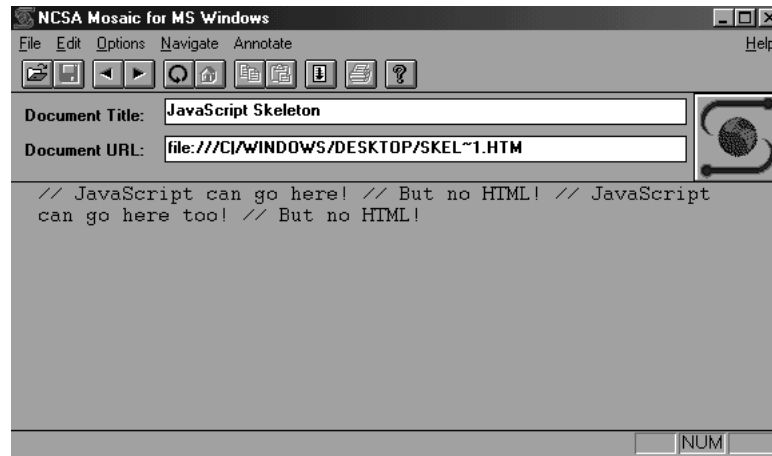 NCSA Mosaic for MS Windows
File Edit Options Navigate Annotate Help
Document Title: JavaScript Skeleton
Document URL: file:///C|/WINDOWS/DESKTOP/SKEL~1.HTM
// JavaScript can go here! // But no HTML! // JavaScript
can go here too! // But no HTML!
NUM